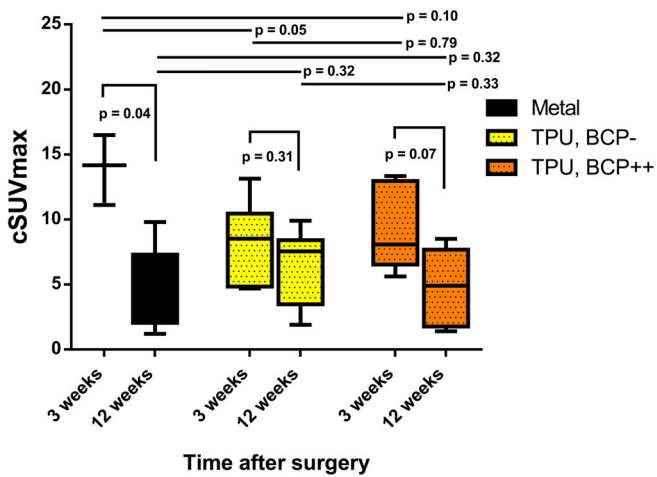 25
20
15
10
5
0
cSUVmax
p = 0.10
p = 0.05
p = 0.79
p = 0.32
p = 0.32
p = 0.33
p = 0.04
p = 0.31
p = 0.07
Metal
TPU, BCP-
TPU, BCP++
3 weeks
12 weeks
3 weeks
12 weeks
3 weeks
12 weeks
Time after surgery